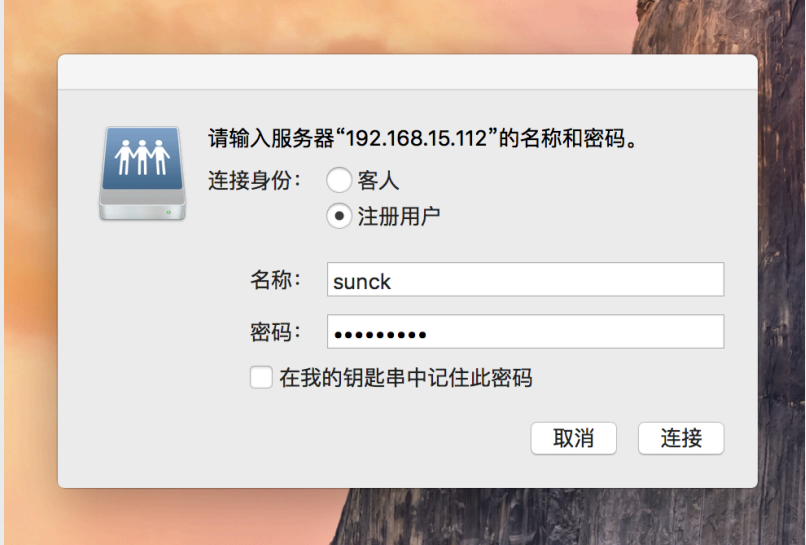 请输入服务器“192.168.15.112”的名称和密码。
连接身份： 客人
注册用户
名称： sunck
密码： •••••••••
在我的钥匙串中记住此密码
取消 连接